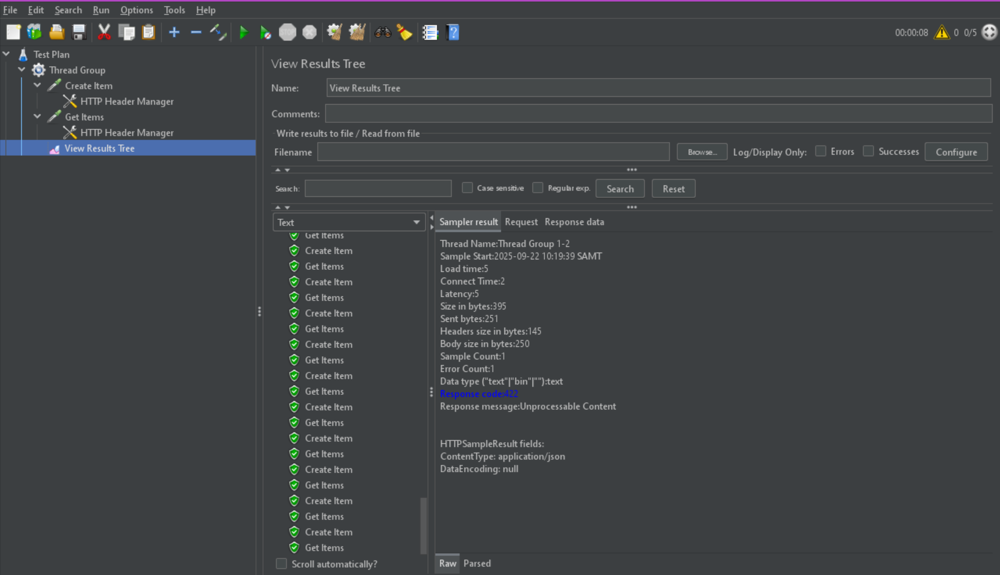 File Edit Search Run Options Tools Help
STOP
00:00:08 0 0/5
Test Plan
Thread Group
Create Item
HTTP Header Manager
Get Items
HTTP Header Manager
View Results Tree
View Results Tree
Name: View Results Tree
Comments:
Write results to file / Read from file
Filename Browse... Log/Display Only: Errors Successes Configure
Search: Case sensitive Regular exp. Search Reset
Text
Get Items
Create Item
Get Items
Create Item
Get Items
Create Item
Get Items
Create Item
Get Items
Create Item
Get Items
Create Item
Get Items
Create Item
Get Items
Create Item
Get Items
Create Item
Get Items
Create Item
Get Items
Scroll automatically?
Sampler result Request Response data
Thread Name:Thread Group 1-2
Sample Start:2025-09-22 10:19:39 SAMT
Load time:5
Connect Time:2
Latency:5
Size in bytes:395
Sent bytes:251
Headers size in bytes:145
Body size in bytes:250
Sample Count:1
Error Count:1
Data type ("text"|"bin"|""):text
Response code:422
Response message:Unprocessable Content
HTTPSampleResult fields:
ContentType: application/json
DataEncoding: null
Raw Parsed